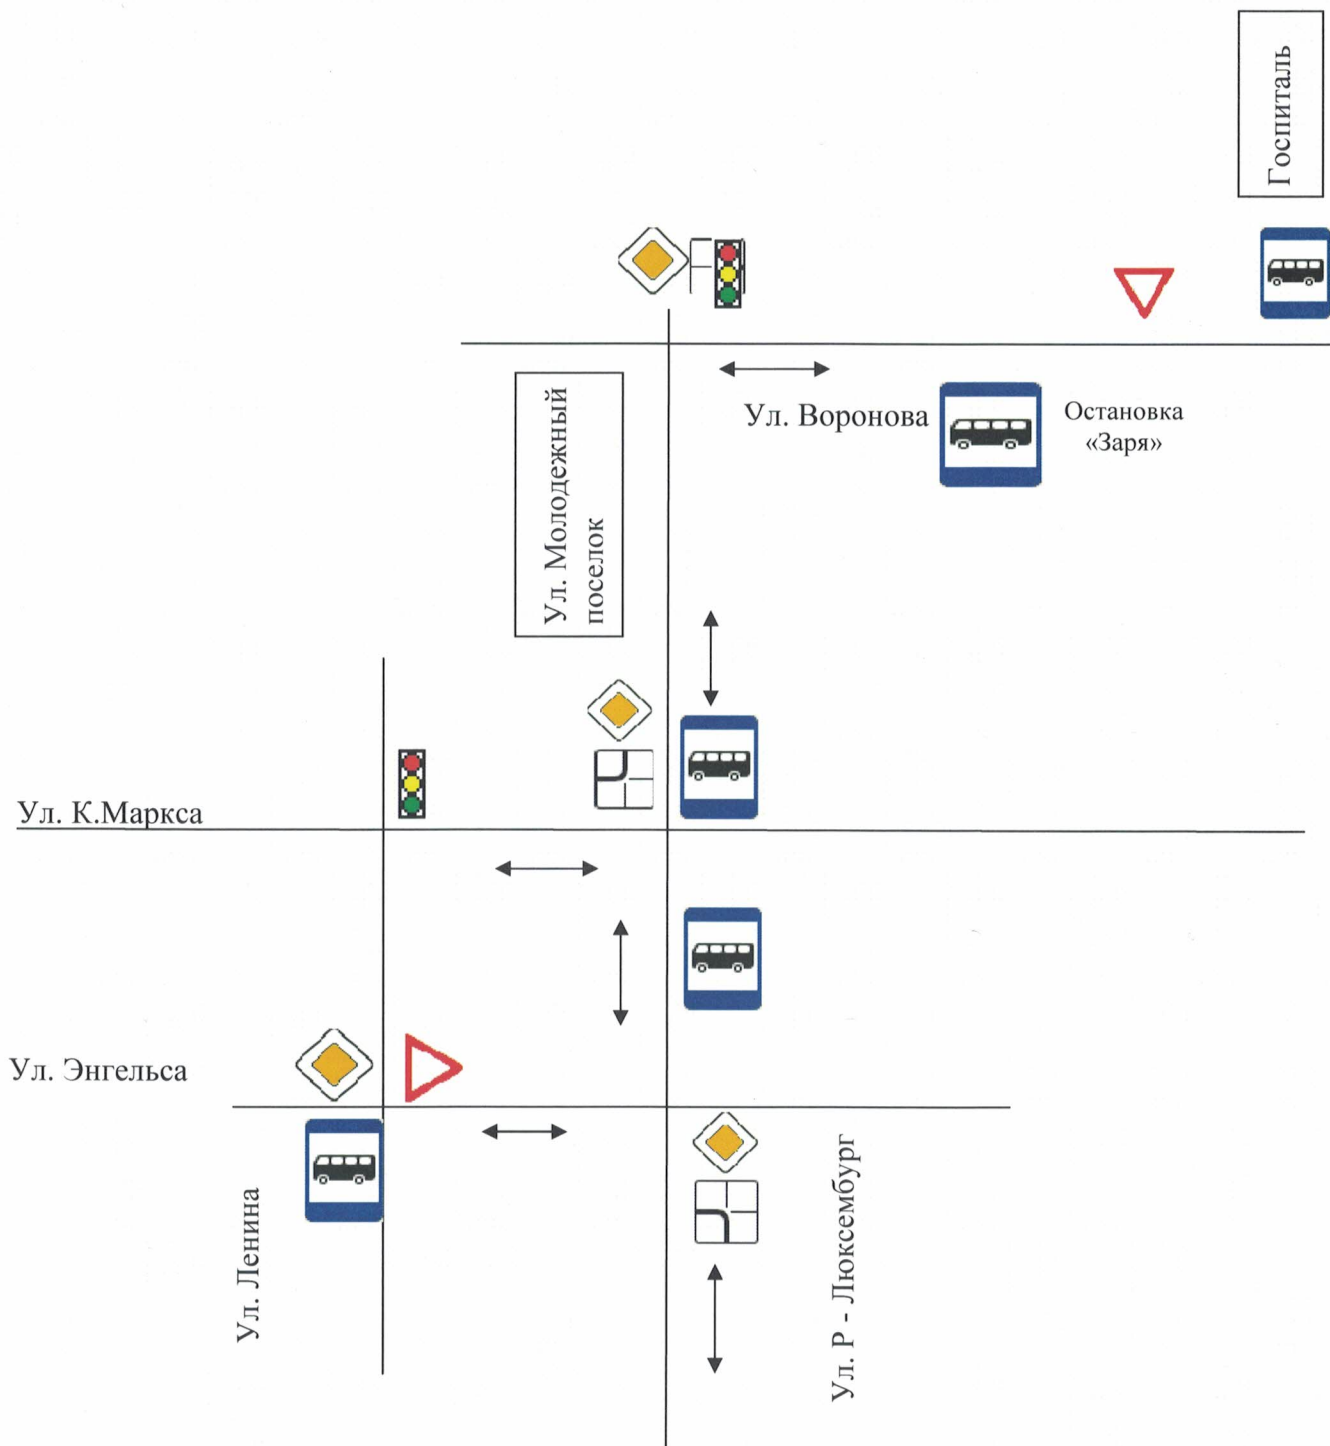 Госпиталь
Ул. Молодежный
поселок
Ул. Воронова
Остановка
«Заря»
Ул. К.Маркса
Ул. Энгельса
Ул. Ленина
Ул. Р - Люксембург